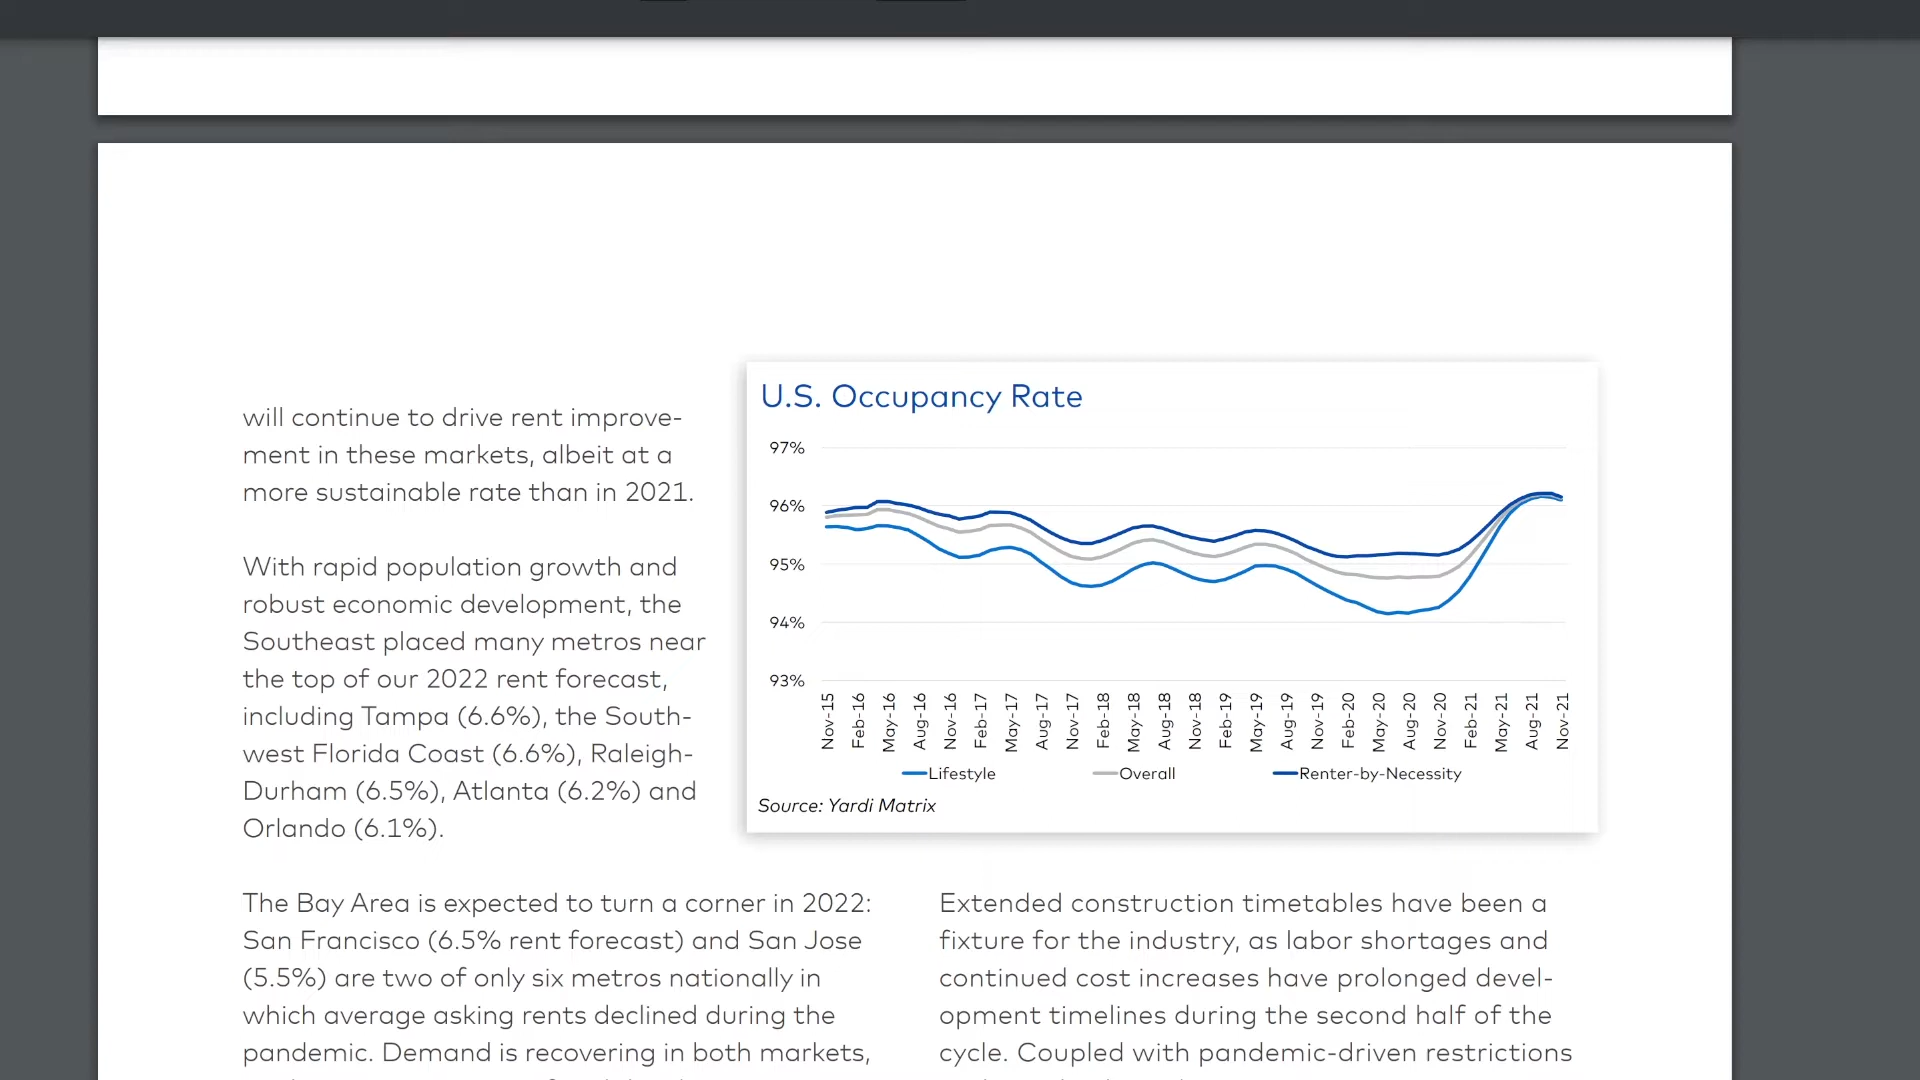 will continue to drive rent improve-
ment in these markets, albeit at a
more sustainable rate than in 2021.
With rapid population growth and
robust economic development, the
Southeast placed many metros near
the top of our 2022 rent forecast,
including Tampa (6.6%), the South-
west Florida Coast (6.6%), Raleigh-
Durham (6.5%), Atlanta (6.2%) and
Orlando (6.1%).
U.S. Occupancy Rate
97%
96%
95%
94%
93%
Nov-15
Feb-16
May-16
Aug-16
Nov-16
Feb-17
May-17
Aug-17
Nov-17
Feb-18
May-18
Aug-18
Nov-18
Feb-19
May-19
Aug-19
Nov-19
Feb-20
May-20
Aug-20
Nov-20
Feb-21
May-21
Aug-21
Nov-21
Lifestyle Overall Renter-by-Necessity
Source: Yardi Matrix
The Bay Area is expected to turn a corner in 2022:
San Francisco (6.5% rent forecast) and San Jose
(5.5%) are two of only six metros nationally in
which average asking rents declined during the
pandemic. Demand is recovering in both markets,
Extended construction timetables have been a
fixture for the industry, as labor shortages and
continued cost increases have prolonged devel-
opment timelines during the second half of the
cycle. Coupled with pandemic-driven restrictions